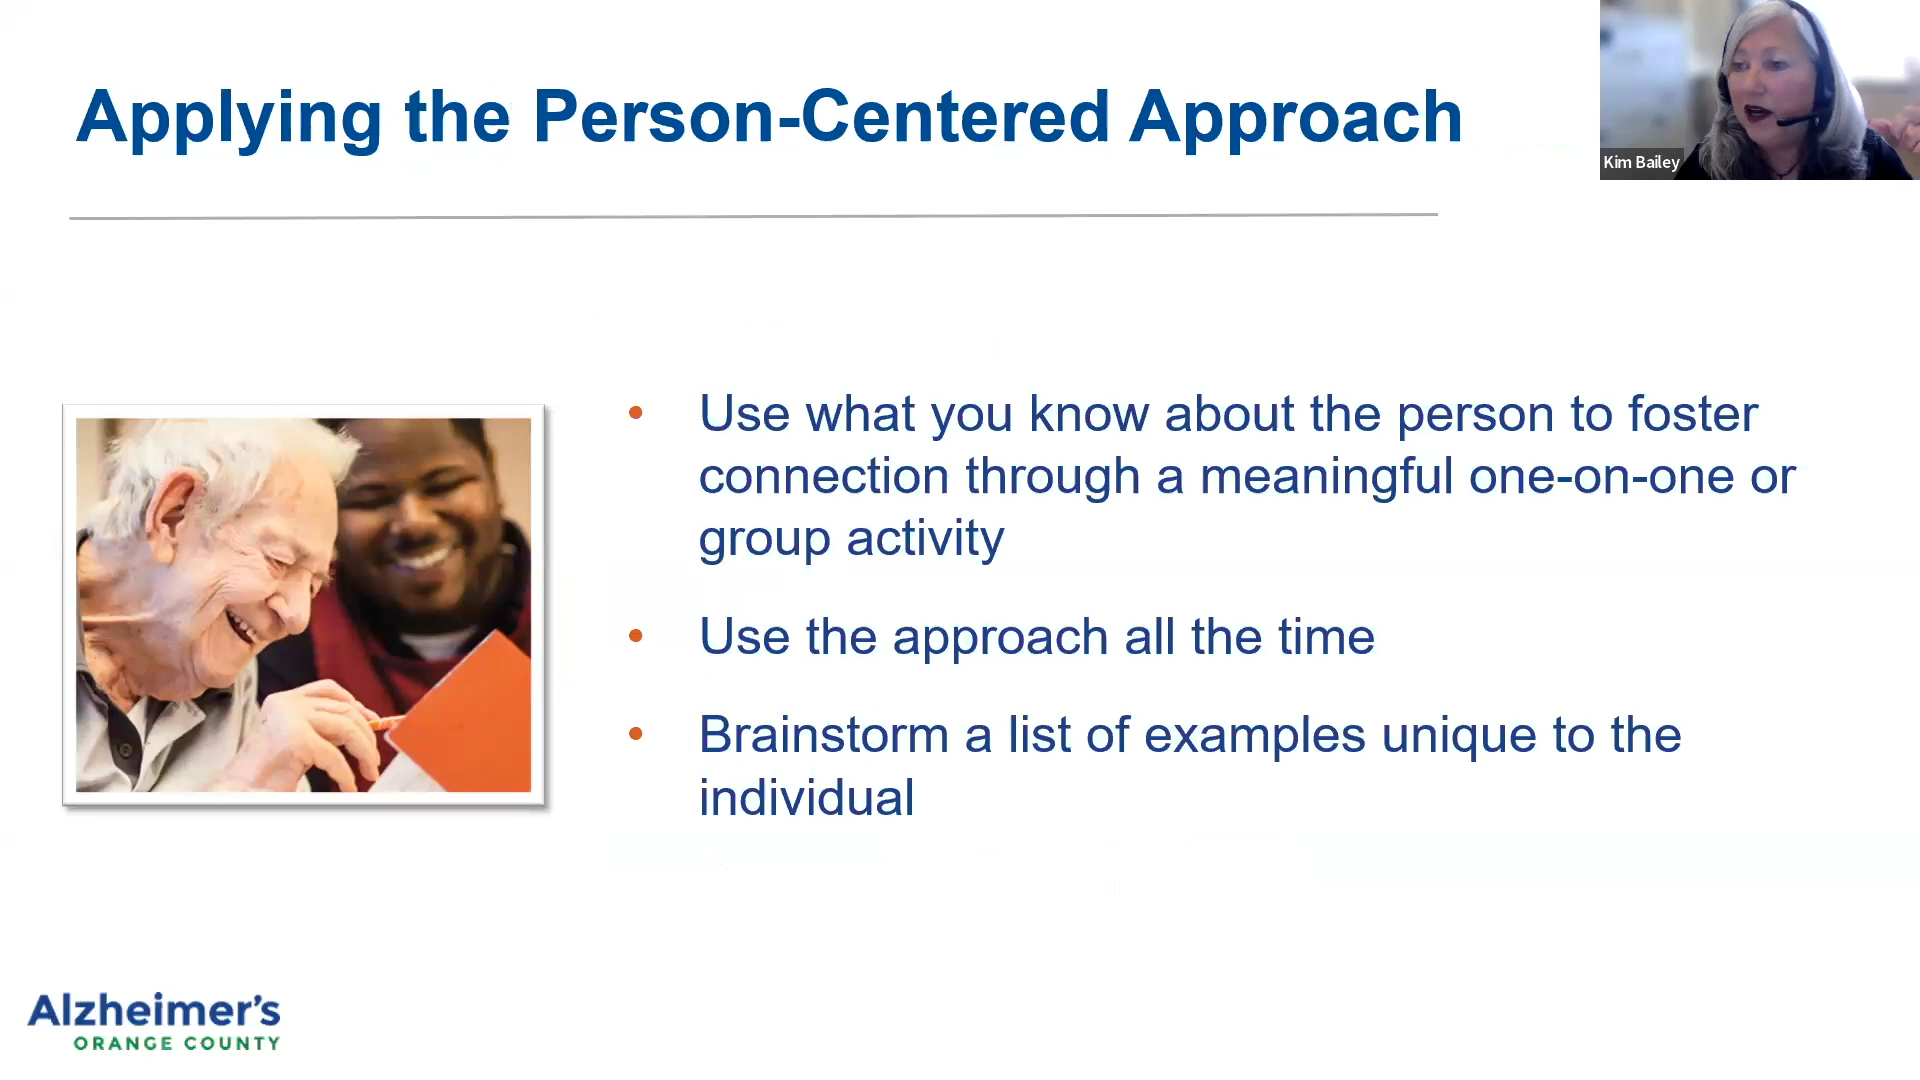 Applying the Person-Centered Approach
Kim Bailey
• Use what you know about the person to foster
connection through a meaningful one-on-one or
group activity
• Use the approach all the time
• Brainstorm a list of examples unique to the
individual
Alzheimer's
ORANGE COUNTY